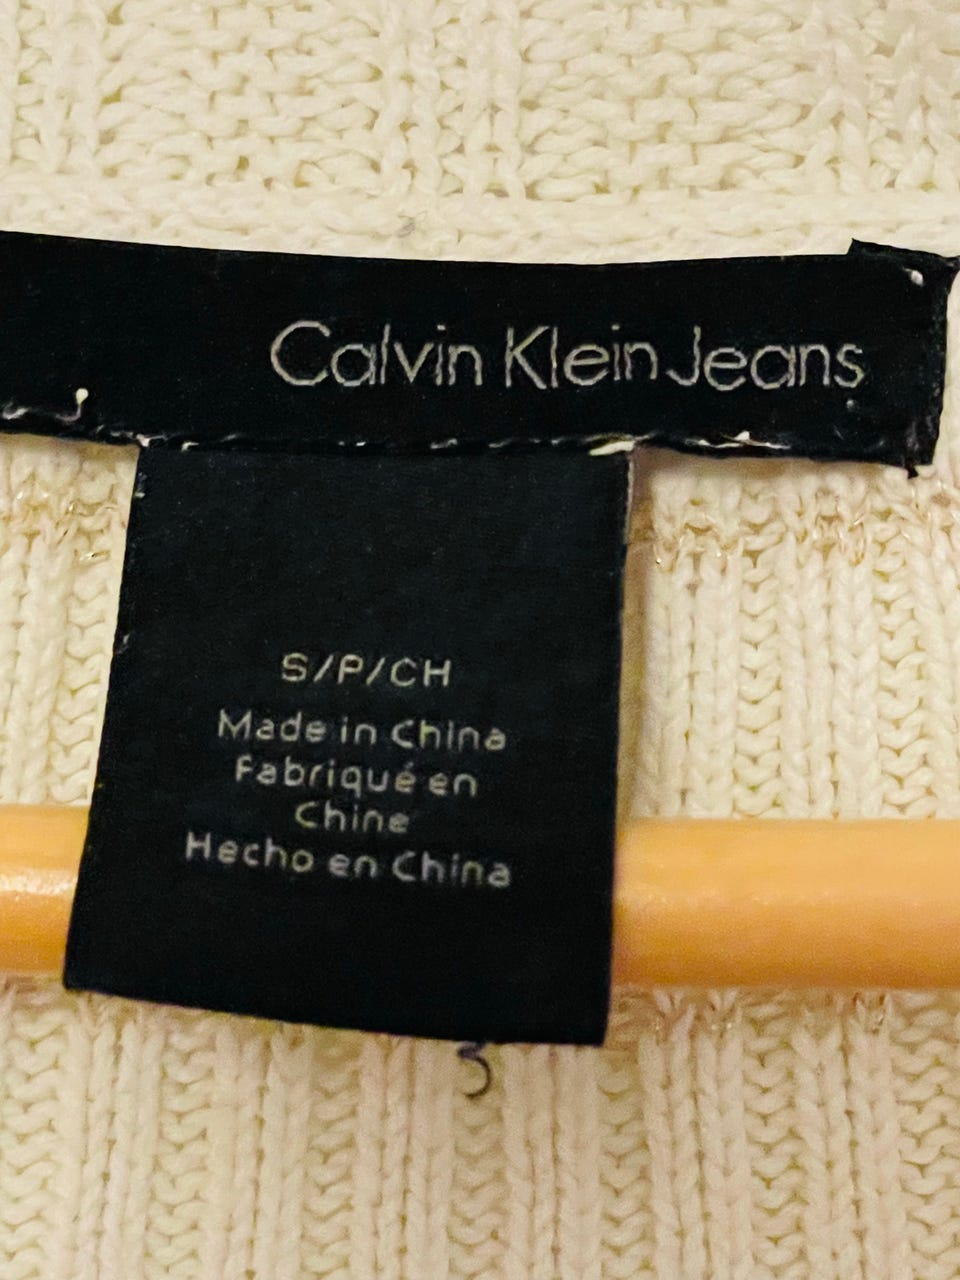 Calvin Klein Jeans
S/P/CH
Made in China
Fabriqué en
Chine
Hecho en China